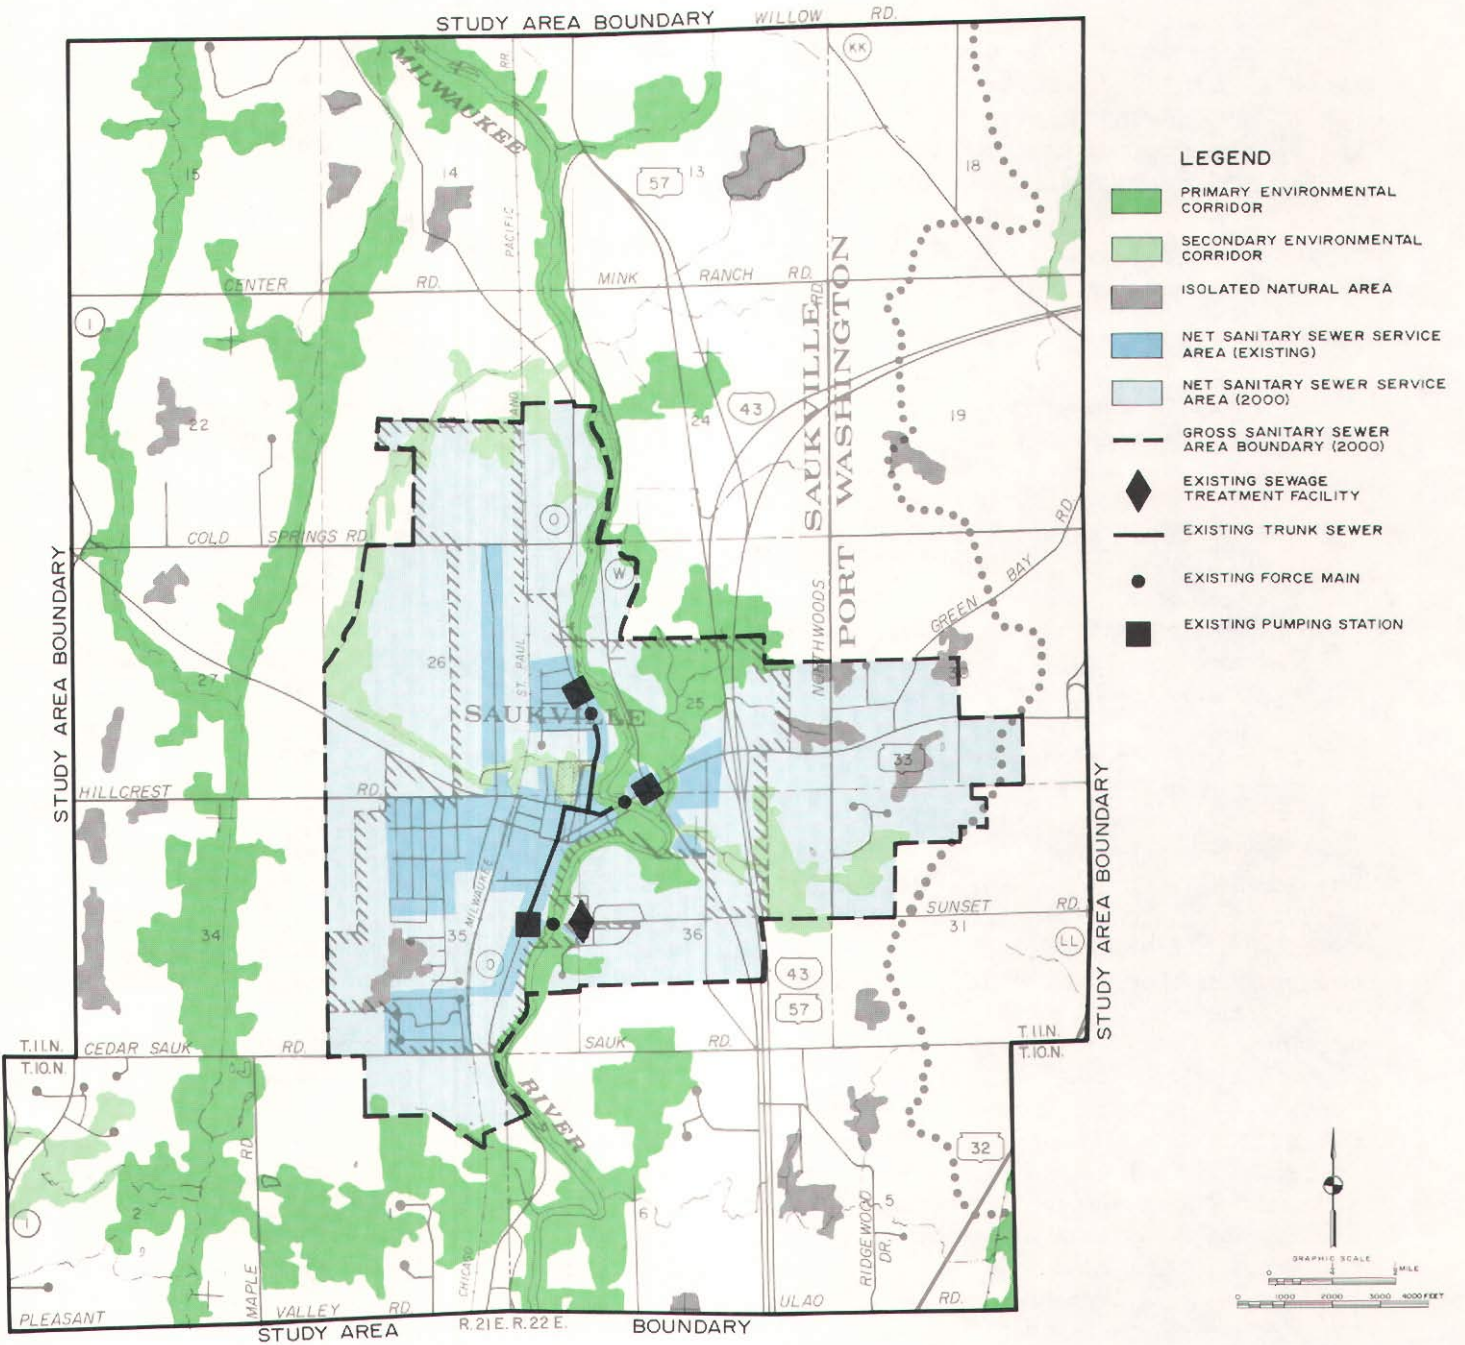 STUDY AREA BOUNDARY
WILLOW RD.
KK
MILWAUKEE
RR.
15
14
57
13
18
PACIFIC
CENTER RD.
MINK RANCH RD.
I
SAUKVILLE
RD.
PORT WASHINGTON
22
AND
24
43
19
O
COLD SPRINGS RD.
W
NORTHWOODS
GREEN BAY RD.
STUDY AREA BOUNDARY
26
ST. PAUL
27
25
30
SAUKVILLE
33
HILLCREST RD.
MILWAUKEE
STUDY AREA BOUNDARY
34
35
36
SUNSET RD.
31
LL
O
43
57
T.11.N.
T.10.N.
CEDAR SAUK RD.
SAUK RD.
T.11.N.
T.10.N.
RIVER
MAPLE RD.
32
I
2
6
5
RIDGEWOOD DR.
CHICAGO
PLEASANT VALLEY RD.
ULAO RD.
STUDY AREA BOUNDARY
R.21E. R.22E.
LEGEND
PRIMARY ENVIRONMENTAL
CORRIDOR
SECONDARY ENVIRONMENTAL
CORRIDOR
ISOLATED NATURAL AREA
NET SANITARY SEWER SERVICE
AREA (EXISTING)
NET SANITARY SEWER SERVICE
AREA (2000)
GROSS SANITARY SEWER
AREA BOUNDARY (2000)
EXISTING SEWAGE
TREATMENT FACILITY
EXISTING TRUNK SEWER
EXISTING FORCE MAIN
EXISTING PUMPING STATION
GRAPHIC SCALE
0
MILE
0 1000 2000 3000 4000 FEET